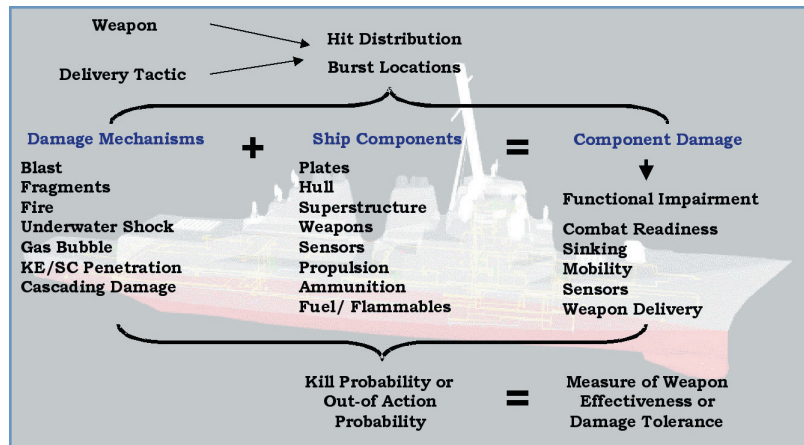 Weapon
Hit Distribution
Delivery Tactic
Burst Locations
Damage Mechanisms + Ship Components = Component Damage
Blast
Fragments
Fire
Underwater Shock
Gas Bubble
KE/SC Penetration
Cascading Damage
Plates
Hull
Superstructure
Weapons
Sensors
Propulsion
Ammunition
Fuel/ Flammables
Functional Impairment
Combat Readiness
Sinking
Mobility
Sensors
Weapon Delivery
Kill Probability or
Out-of Action
Probability
=
Measure of Weapon
Effectiveness or
Damage Tolerance